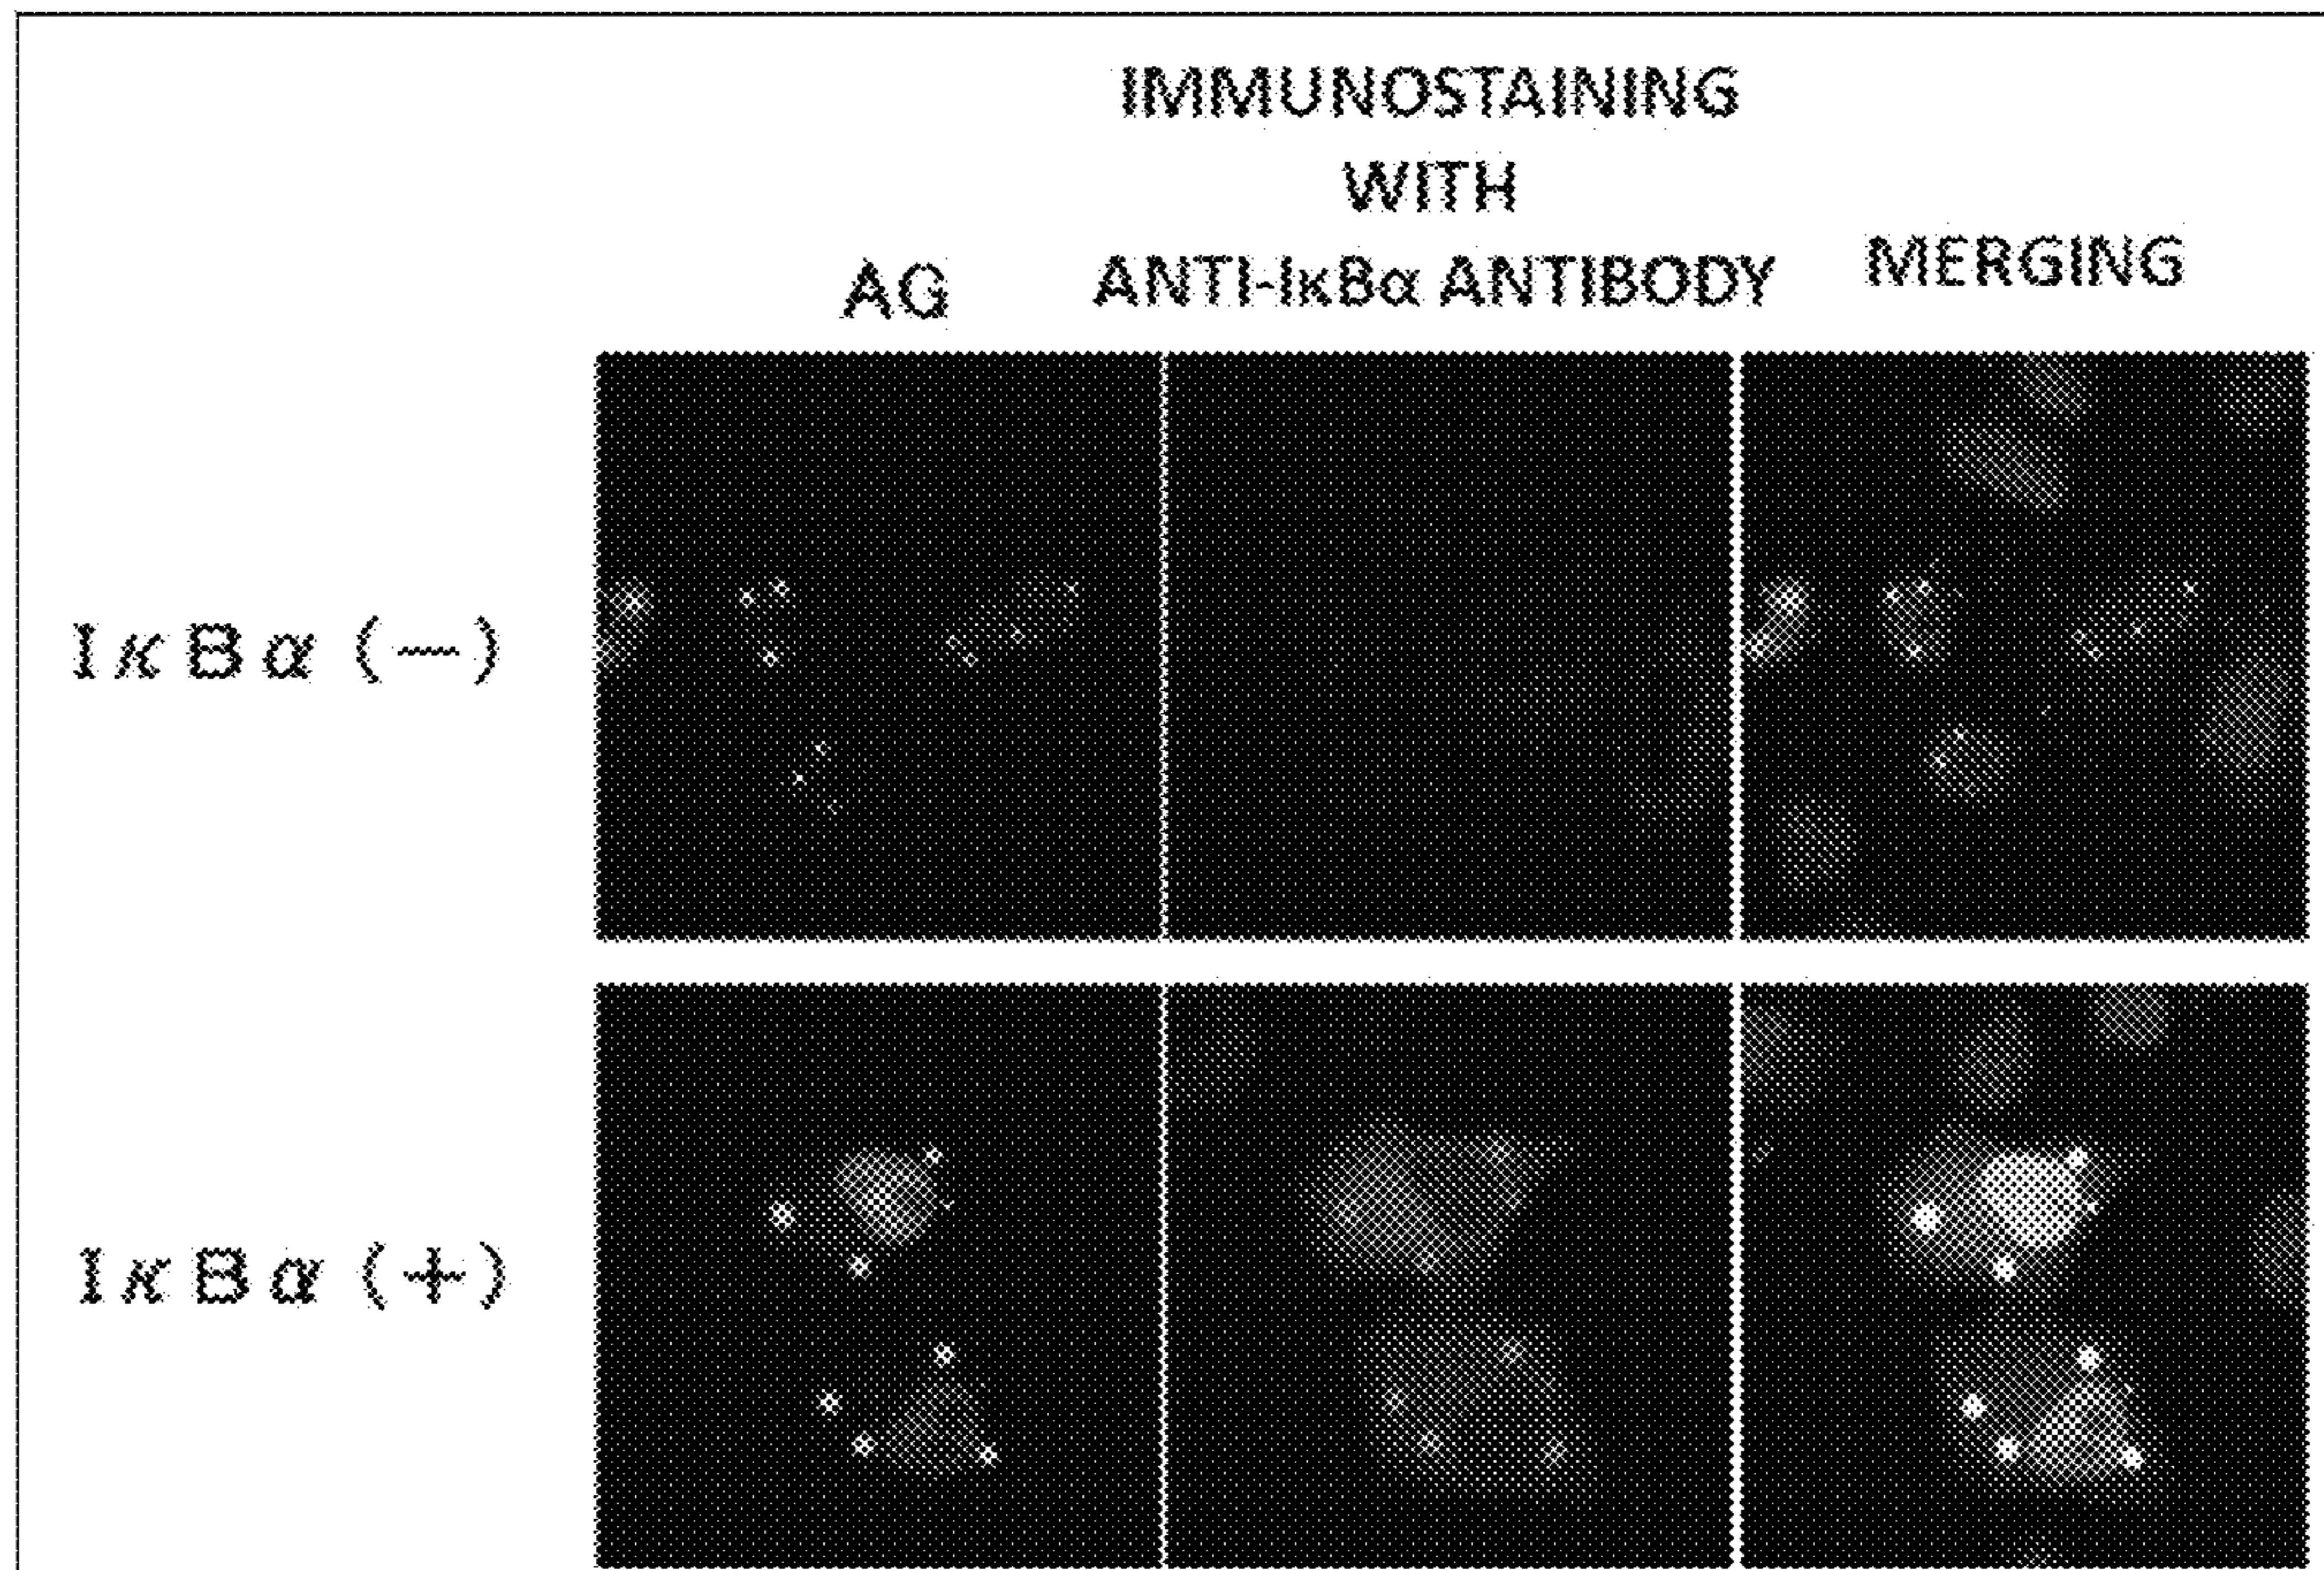 IMMUNOSTAINING
WITH
AG ANTI-IκBα ANTIBODY MERGING
IκBα (−)
IκBα (+)